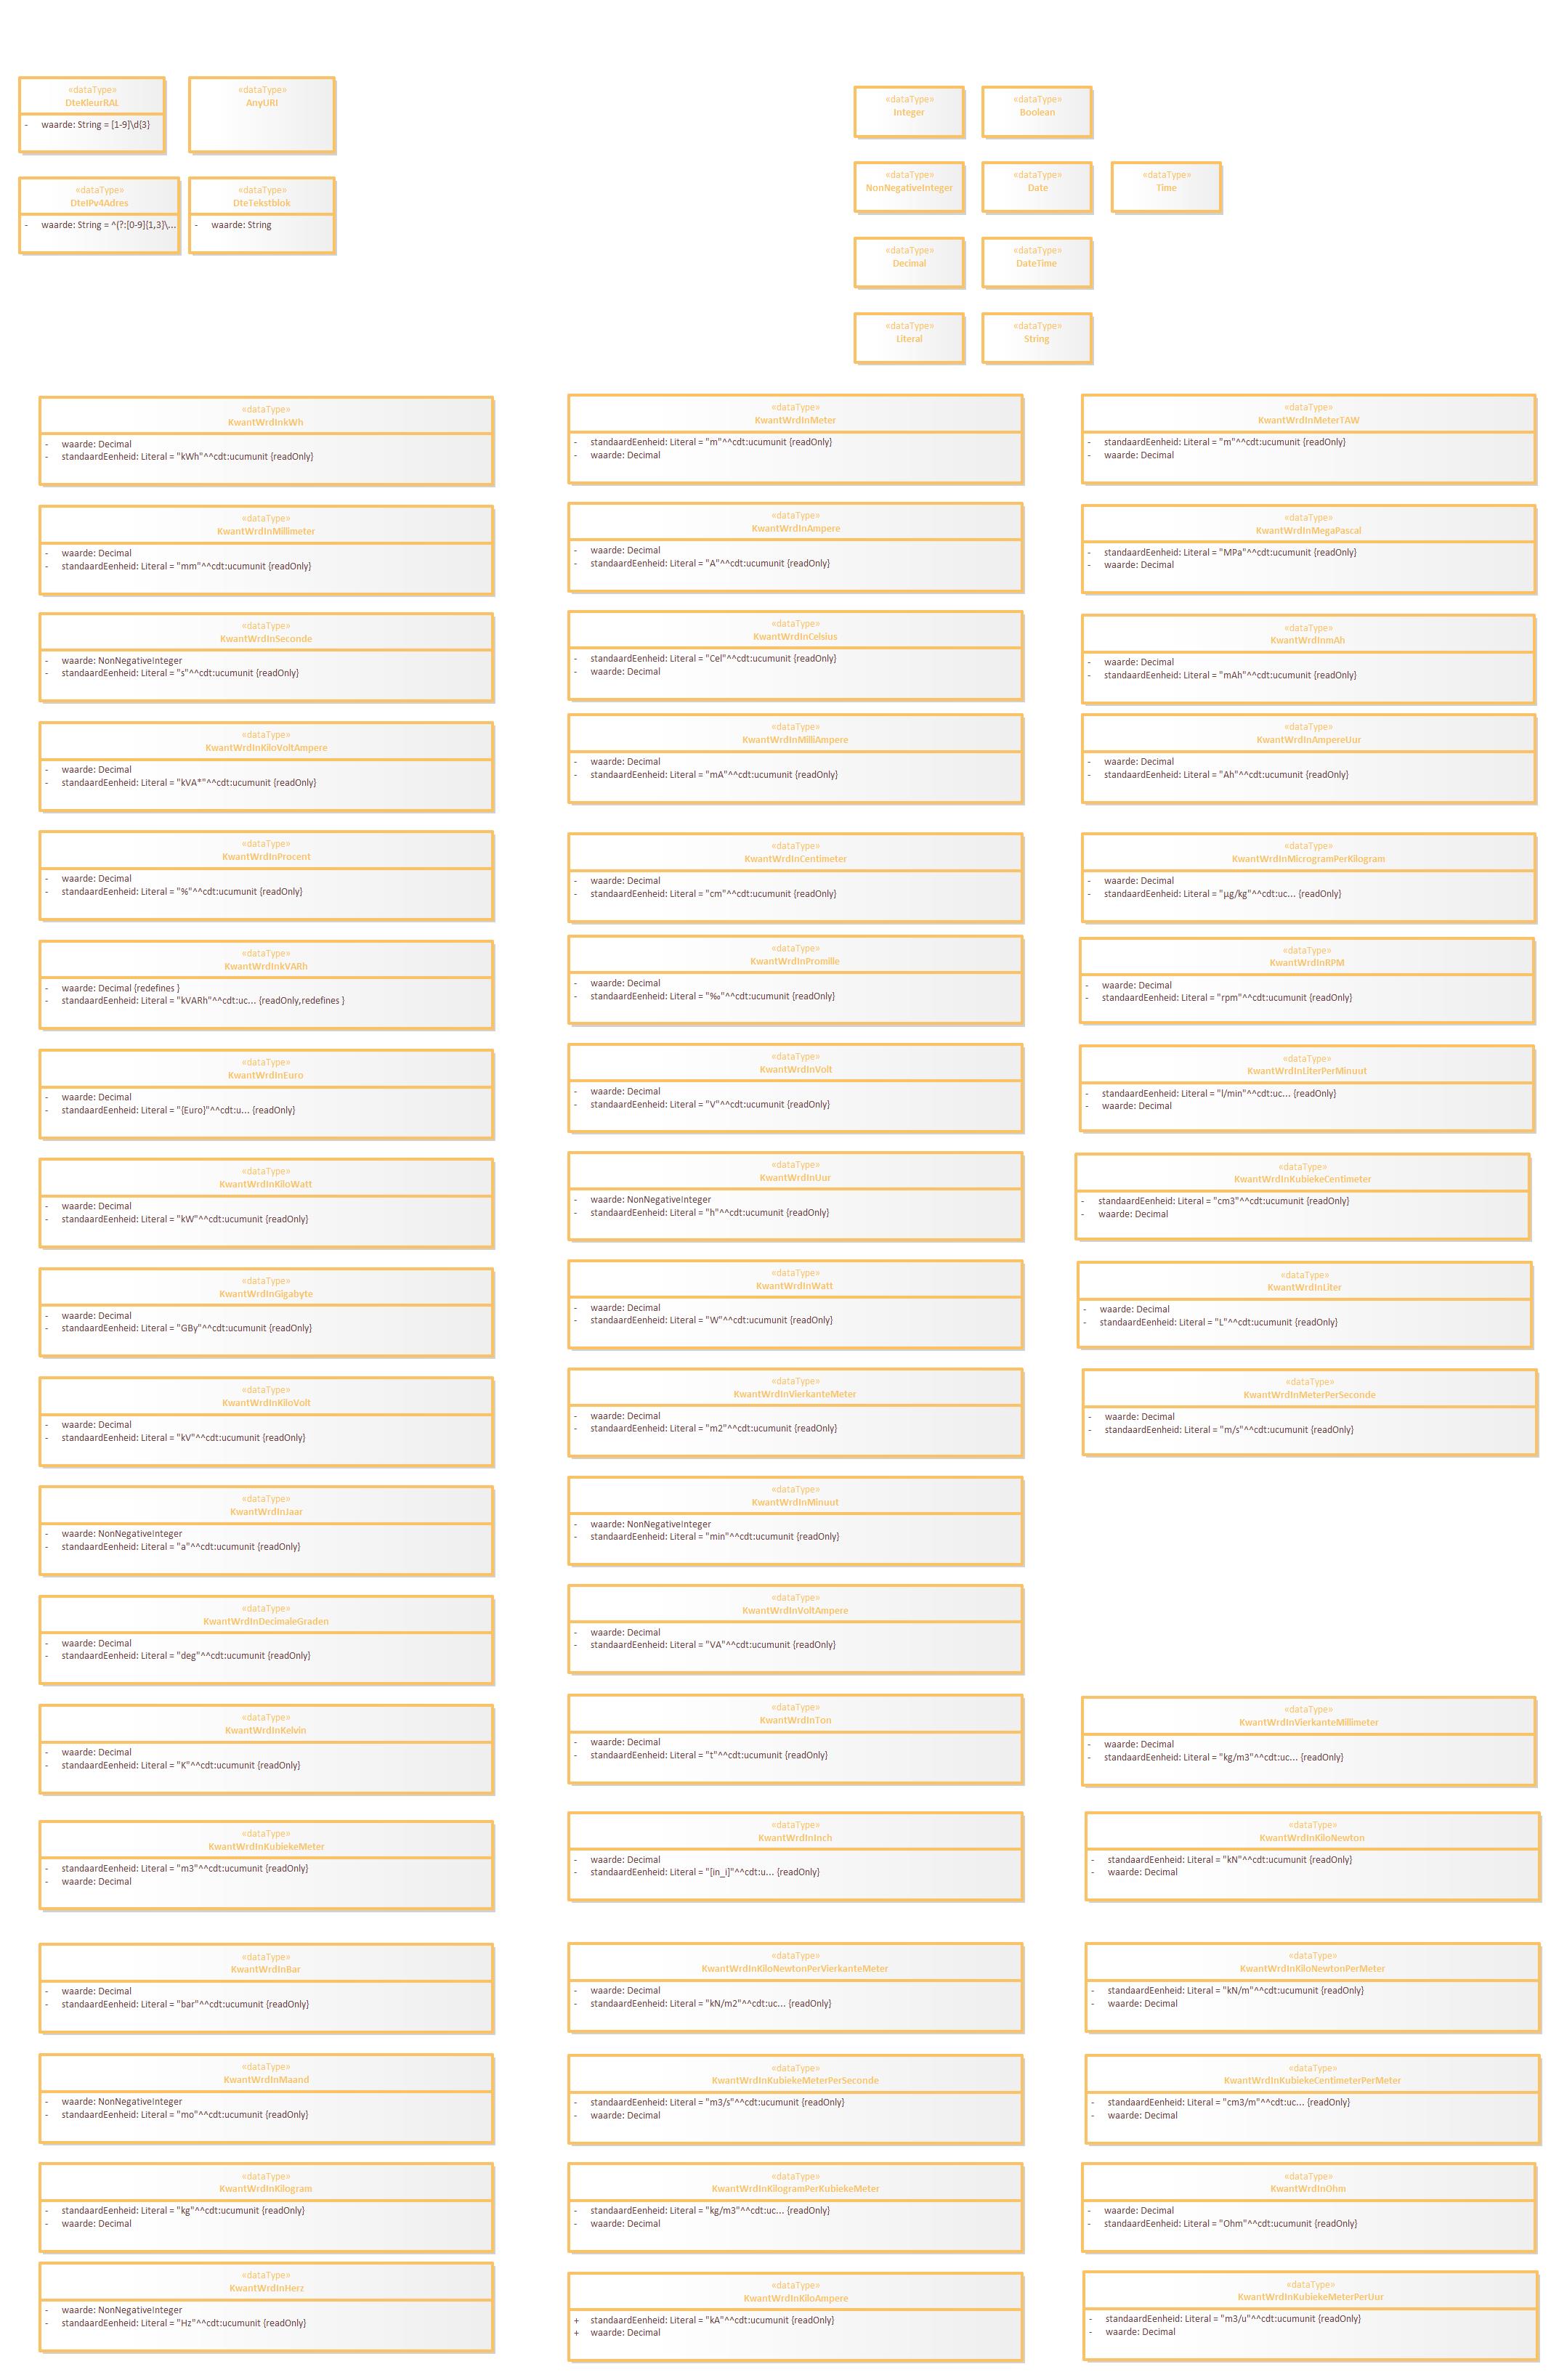 «dataType»
DteKleurRAL
- waarde: String = [1-9]\d{3}
«dataType»
AnyURI
«dataType»
DteIPv4Adres
- waarde: String = ^(?:[0-9]{1,3}\...
«dataType»
DteTekstblok
- waarde: String
«dataType»
Integer
«dataType»
Boolean
«dataType»
NonNegativeInteger
«dataType»
Date
«dataType»
Time
«dataType»
Decimal
«dataType»
DateTime
«dataType»
Literal
«dataType»
String
«dataType»
KwantWrdInkWh
- waarde: Decimal
- standaardEenheid: Literal = "kWh"^^cdt:ucumunit {readOnly}
«dataType»
KwantWrdInMeter
- standaardEenheid: Literal = "m"^^cdt:ucumunit {readOnly}
- waarde: Decimal
«dataType»
KwantWrdInMeterTAW
- standaardEenheid: Literal = "m"^^cdt:ucumunit {readOnly}
- waarde: Decimal
«dataType»
KwantWrdInMillimeter
- waarde: Decimal
- standaardEenheid: Literal = "mm"^^cdt:ucumunit {readOnly}
«dataType»
KwantWrdInAmpere
- waarde: Decimal
- standaardEenheid: Literal = "A"^^cdt:ucumunit {readOnly}
«dataType»
KwantWrdInMegaPascal
- standaardEenheid: Literal = "MPa"^^cdt:ucumunit {readOnly}
- waarde: Decimal
«dataType»
KwantWrdInSeconde
- waarde: NonNegativeInteger
- standaardEenheid: Literal = "s"^^cdt:ucumunit {readOnly}
«dataType»
KwantWrdInCelsius
- standaardEenheid: Literal = "Cel"^^cdt:ucumunit {readOnly}
- waarde: Decimal
«dataType»
KwantWrdInmAh
- waarde: Decimal
- standaardEenheid: Literal = "mAh"^^cdt:ucumunit {readOnly}
«dataType»
KwantWrdInKiloVoltAmpere
- waarde: Decimal
- standaardEenheid: Literal = "kVA*"^^cdt:ucumunit {readOnly}
«dataType»
KwantWrdInMilliAmpere
- waarde: Decimal
- standaardEenheid: Literal = "mA"^^cdt:ucumunit {readOnly}
«dataType»
KwantWrdInAmpereUur
- waarde: Decimal
- standaardEenheid: Literal = "Ah"^^cdt:ucumunit {readOnly}
«dataType»
KwantWrdInProcent
- waarde: Decimal
- standaardEenheid: Literal = "%"^^cdt:ucumunit {readOnly}
«dataType»
KwantWrdInCentimeter
- waarde: Decimal
- standaardEenheid: Literal = "cm"^^cdt:ucumunit {readOnly}
«dataType»
KwantWrdInMicrogramPerKilogram
- waarde: Decimal
- standaardEenheid: Literal = "µg/kg"^^cdt:uc... {readOnly}
«dataType»
KwantWrdInkVARh
- waarde: Decimal {redefines }
- standaardEenheid: Literal = "kVARh"^^cdt:uc... {readOnly,redefines }
«dataType»
KwantWrdInPromille
- waarde: Decimal
- standaardEenheid: Literal = "‰"^^cdt:ucumunit {readOnly}
«dataType»
KwantWrdInRPM
- waarde: Decimal
- standaardEenheid: Literal = "rpm"^^cdt:ucumunit {readOnly}
«dataType»
KwantWrdInEuro
- waarde: Decimal
- standaardEenheid: Literal = "{Euro}"^^cdt:u... {readOnly}
«dataType»
KwantWrdInVolt
- waarde: Decimal
- standaardEenheid: Literal = "V"^^cdt:ucumunit {readOnly}
«dataType»
KwantWrdInLiterPerMinuut
- standaardEenheid: Literal = "l/min"^^cdt:uc... {readOnly}
- waarde: Decimal
«dataType»
KwantWrdInKiloWatt
- waarde: Decimal
- standaardEenheid: Literal = "kW"^^cdt:ucumunit {readOnly}
«dataType»
KwantWrdInUur
- waarde: NonNegativeInteger
- standaardEenheid: Literal = "h"^^cdt:ucumunit {readOnly}
«dataType»
KwantWrdInKubiekeCentimeter
- standaardEenheid: Literal = "cm3"^^cdt:ucumunit {readOnly}
- waarde: Decimal
«dataType»
KwantWrdInGigabyte
- waarde: Decimal
- standaardEenheid: Literal = "GBy"^^cdt:ucumunit {readOnly}
«dataType»
KwantWrdInWatt
- waarde: Decimal
- standaardEenheid: Literal = "W"^^cdt:ucumunit {readOnly}
«dataType»
KwantWrdInLiter
- waarde: Decimal
- standaardEenheid: Literal = "L"^^cdt:ucumunit {readOnly}
«dataType»
KwantWrdInKiloVolt
- waarde: Decimal
- standaardEenheid: Literal = "kV"^^cdt:ucumunit {readOnly}
«dataType»
KwantWrdInVierkanteMeter
- waarde: Decimal
- standaardEenheid: Literal = "m2"^^cdt:ucumunit {readOnly}
«dataType»
KwantWrdInMeterPerSeconde
- waarde: Decimal
- standaardEenheid: Literal = "m/s"^^cdt:ucumunit {readOnly}
«dataType»
KwantWrdInJaar
- waarde: NonNegativeInteger
- standaardEenheid: Literal = "a"^^cdt:ucumunit {readOnly}
«dataType»
KwantWrdInMinuut
- waarde: NonNegativeInteger
- standaardEenheid: Literal = "min"^^cdt:ucumunit {readOnly}
«dataType»
KwantWrdInDecimaleGraden
- waarde: Decimal
- standaardEenheid: Literal = "deg"^^cdt:ucumunit {readOnly}
«dataType»
KwantWrdInVoltAmpere
- waarde: Decimal
- standaardEenheid: Literal = "VA"^^cdt:ucumunit {readOnly}
«dataType»
KwantWrdInKelvin
- waarde: Decimal
- standaardEenheid: Literal = "K"^^cdt:ucumunit {readOnly}
«dataType»
KwantWrdInTon
- waarde: Decimal
- standaardEenheid: Literal = "t"^^cdt:ucumunit {readOnly}
«dataType»
KwantWrdInVierkanteMillimeter
- waarde: Decimal
- standaardEenheid: Literal = "kg/m3"^^cdt:uc... {readOnly}
«dataType»
KwantWrdInKubiekeMeter
- standaardEenheid: Literal = "m3"^^cdt:ucumunit {readOnly}
- waarde: Decimal
«dataType»
KwantWrdInInch
- waarde: Decimal
- standaardEenheid: Literal = "[in_i]"^^cdt:u... {readOnly}
«dataType»
KwantWrdInKiloNewton
- standaardEenheid: Literal = "kN"^^cdt:ucumunit {readOnly}
- waarde: Decimal
«dataType»
KwantWrdInBar
- waarde: Decimal
- standaardEenheid: Literal = "bar"^^cdt:ucumunit {readOnly}
«dataType»
KwantWrdInKiloNewtonPerVierkanteMeter
- waarde: Decimal
- standaardEenheid: Literal = "kN/m2"^^cdt:uc... {readOnly}
«dataType»
KwantWrdInKiloNewtonPerMeter
- standaardEenheid: Literal = "kN/m"^^cdt:ucumunit {readOnly}
- waarde: Decimal
«dataType»
KwantWrdInMaand
- waarde: NonNegativeInteger
- standaardEenheid: Literal = "mo"^^cdt:ucumunit {readOnly}
«dataType»
KwantWrdInKubiekeMeterPerSeconde
- standaardEenheid: Literal = "m3/s"^^cdt:ucumunit {readOnly}
- waarde: Decimal
«dataType»
KwantWrdInKubiekeCentimeterPerMeter
- standaardEenheid: Literal = "cm3/m"^^cdt:uc... {readOnly}
- waarde: Decimal
«dataType»
KwantWrdInKilogram
- standaardEenheid: Literal = "kg"^^cdt:ucumunit {readOnly}
- waarde: Decimal
«dataType»
KwantWrdInKilogramPerKubiekeMeter
- standaardEenheid: Literal = "kg/m3"^^cdt:uc... {readOnly}
- waarde: Decimal
«dataType»
KwantWrdInOhm
- waarde: Decimal
- standaardEenheid: Literal = "Ohm"^^cdt:ucumunit {readOnly}
«dataType»
KwantWrdInHerz
- waarde: NonNegativeInteger
- standaardEenheid: Literal = "Hz"^^cdt:ucumunit {readOnly}
«dataType»
KwantWrdInKiloAmpere
+ standaardEenheid: Literal = "kA"^^cdt:ucumunit {readOnly}
+ waarde: Decimal
«dataType»
KwantWrdInKubiekeMeterPerUur
- standaardEenheid: Literal = "m3/u"^^cdt:ucumunit {readOnly}
- waarde: Decimal